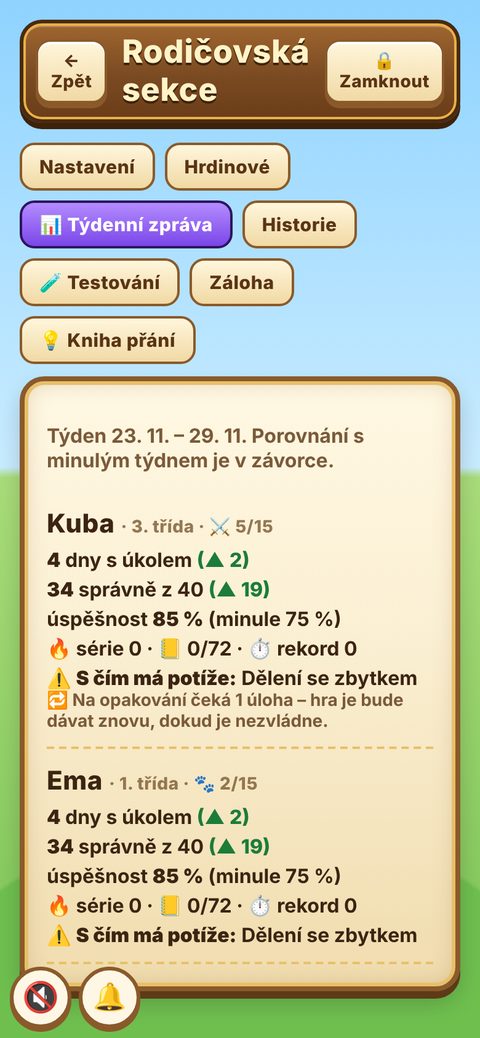 ← Zpět
Rodičovská sekce
🔒 Zamknout
Nastavení
Hrdinové
📊 Týdenní zpráva
Historie
🧪 Testování
Záloha
💡 Kniha přání
Týden 23. 11. – 29. 11. Porovnání s
minulým týdnem je v závorce.
Kuba · 3. třída · ⚔️ 5/15
4 dny s úkolem (▲ 2)
34 správně z 40 (▲ 19)
úspěšnost 85 % (minule 75 %)
🔥 série 0 · 📒 0/72 · ⏱️ rekord 0
⚠️ S čím má potíže: Dělení se zbytkem
🔁 Na opakování čeká 1 úloha – hra je bude
dávat znovu, dokud je nezvládne.
Ema · 1. třída · 🐾 2/15
4 dny s úkolem (▲ 2)
34 správně z 40 (▲ 19)
úspěšnost 85 % (minule 75 %)
🔥 série 0 · 📒 0/72 · ⏱️ rekord 0
⚠️ S čím má potíže: Dělení se zbytkem